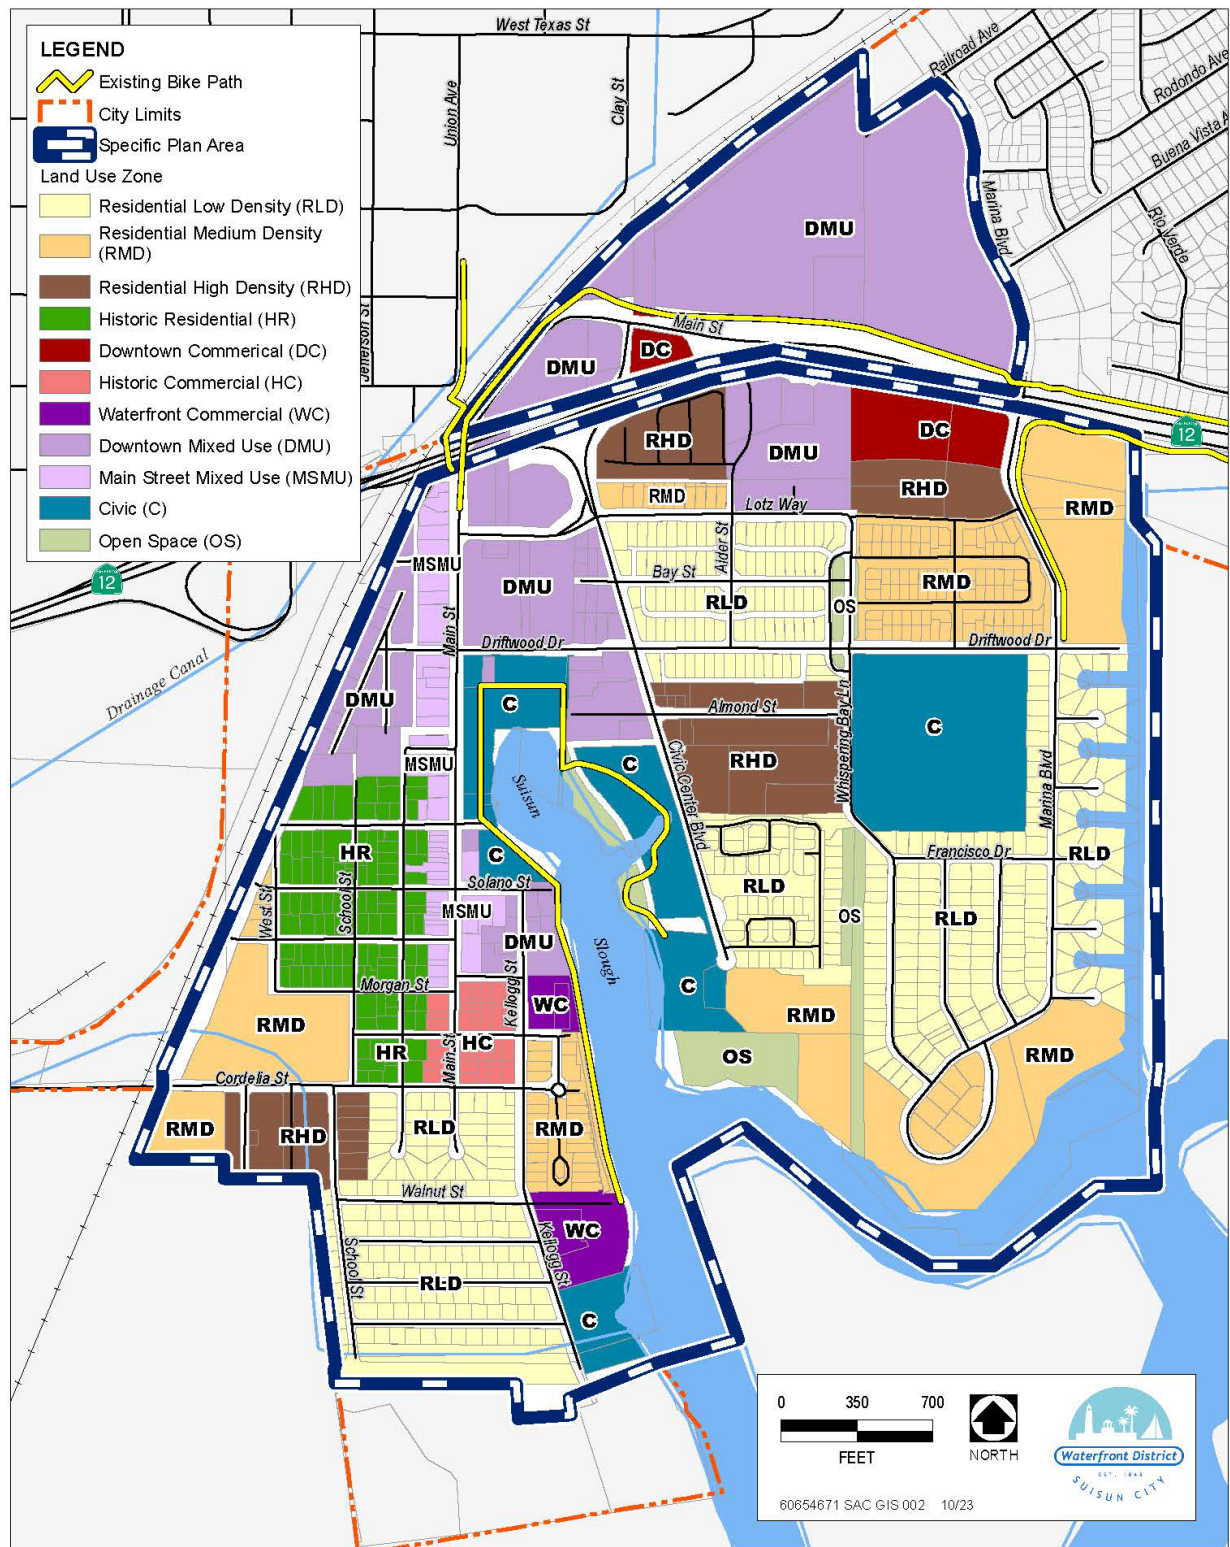 LEGEND
Existing Bike Path
City Limits
Specific Plan Area
Land Use Zone
Residential Low Density (RLD)
Residential Medium Density
(RMD)
Residential High Density (RHD)
Historic Residential (HR)
Downtown Commerical (DC)
Historic Commercial (HC)
Waterfront Commercial (WC)
Downtown Mixed Use (DMU)
Main Street Mixed Use (MSMU)
Civic (C)
Open Space (OS)
West Texas St
Union Ave
Clay St
Jefferson St
Railroad Ave
Rodondo Ave
Buena Vista A
Rio Verde
Marina Blvd
DMU
Main St
DC
DMU
12
12
RHD
DMU
DC
RHD
RMD
RMD
Lotz Way
Alder St
Bay St
MSMU
DMU
RLD
OS
RMD
Main St
Driftwood Dr
Driftwood Dr
Drainage Canal
DMU
C
Almond St
Whispering Bay Ln
C
MSMU
Suisun
C
Civic Center Blvd
RHD
Marina Blvd
HR
C
Francisco Dr
RLD
Solano St
West St
School St
MSMU
RLD
OS
RLD
DMU
Slough
Kellogg St
Morgan St
WC
C
RMD
RMD
HR
HC
Main St
OS
RMD
Cordelia St
RMD
RHD
RLD
RMD
Walnut St
WC
Kellogg St
School St
RLD
C
0 350 700
FEET
NORTH
Waterfront District
EST. 1868
SUISUN CITY
60654671 SAC GIS 002 10/23